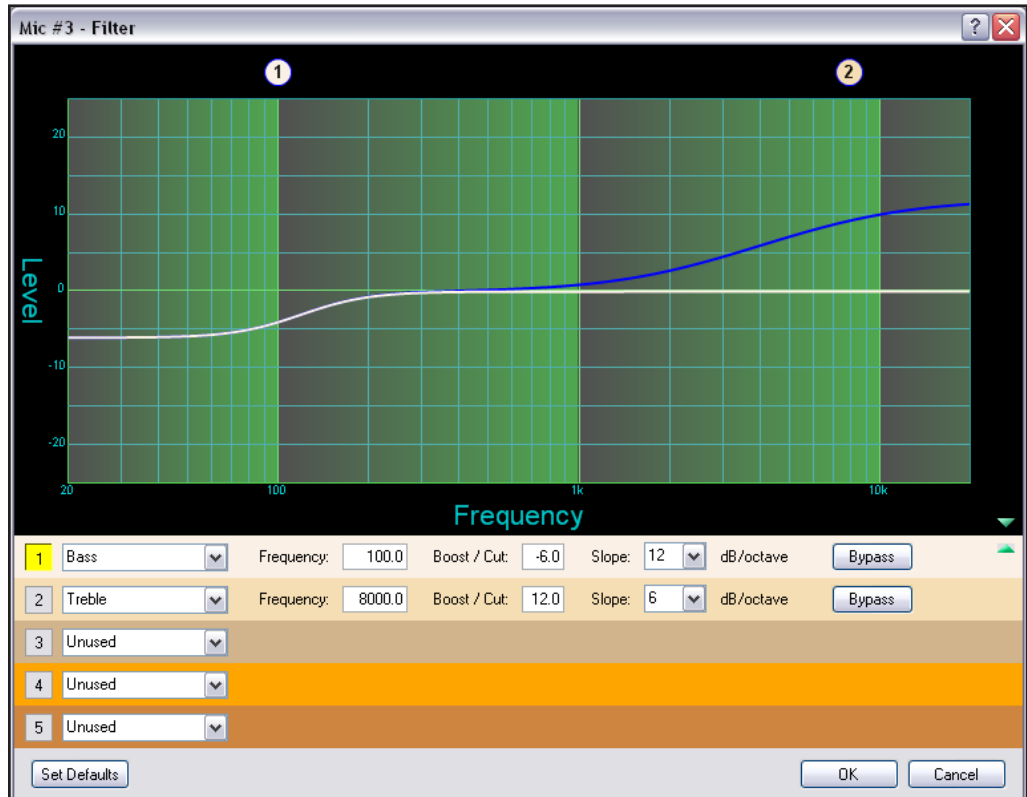 Mic #3 - Filter
?
1 2
20
10
0
-10
-20
Level
20 100 1k 10k
Frequency
1 Bass Frequency: 100.0 Boost / Cut: -6.0 Slope: 12 dB/octave Bypass
2 Treble Frequency: 8000.0 Boost / Cut: 12.0 Slope: 6 dB/octave Bypass
3 Unused
4 Unused
5 Unused
Set Defaults OK Cancel